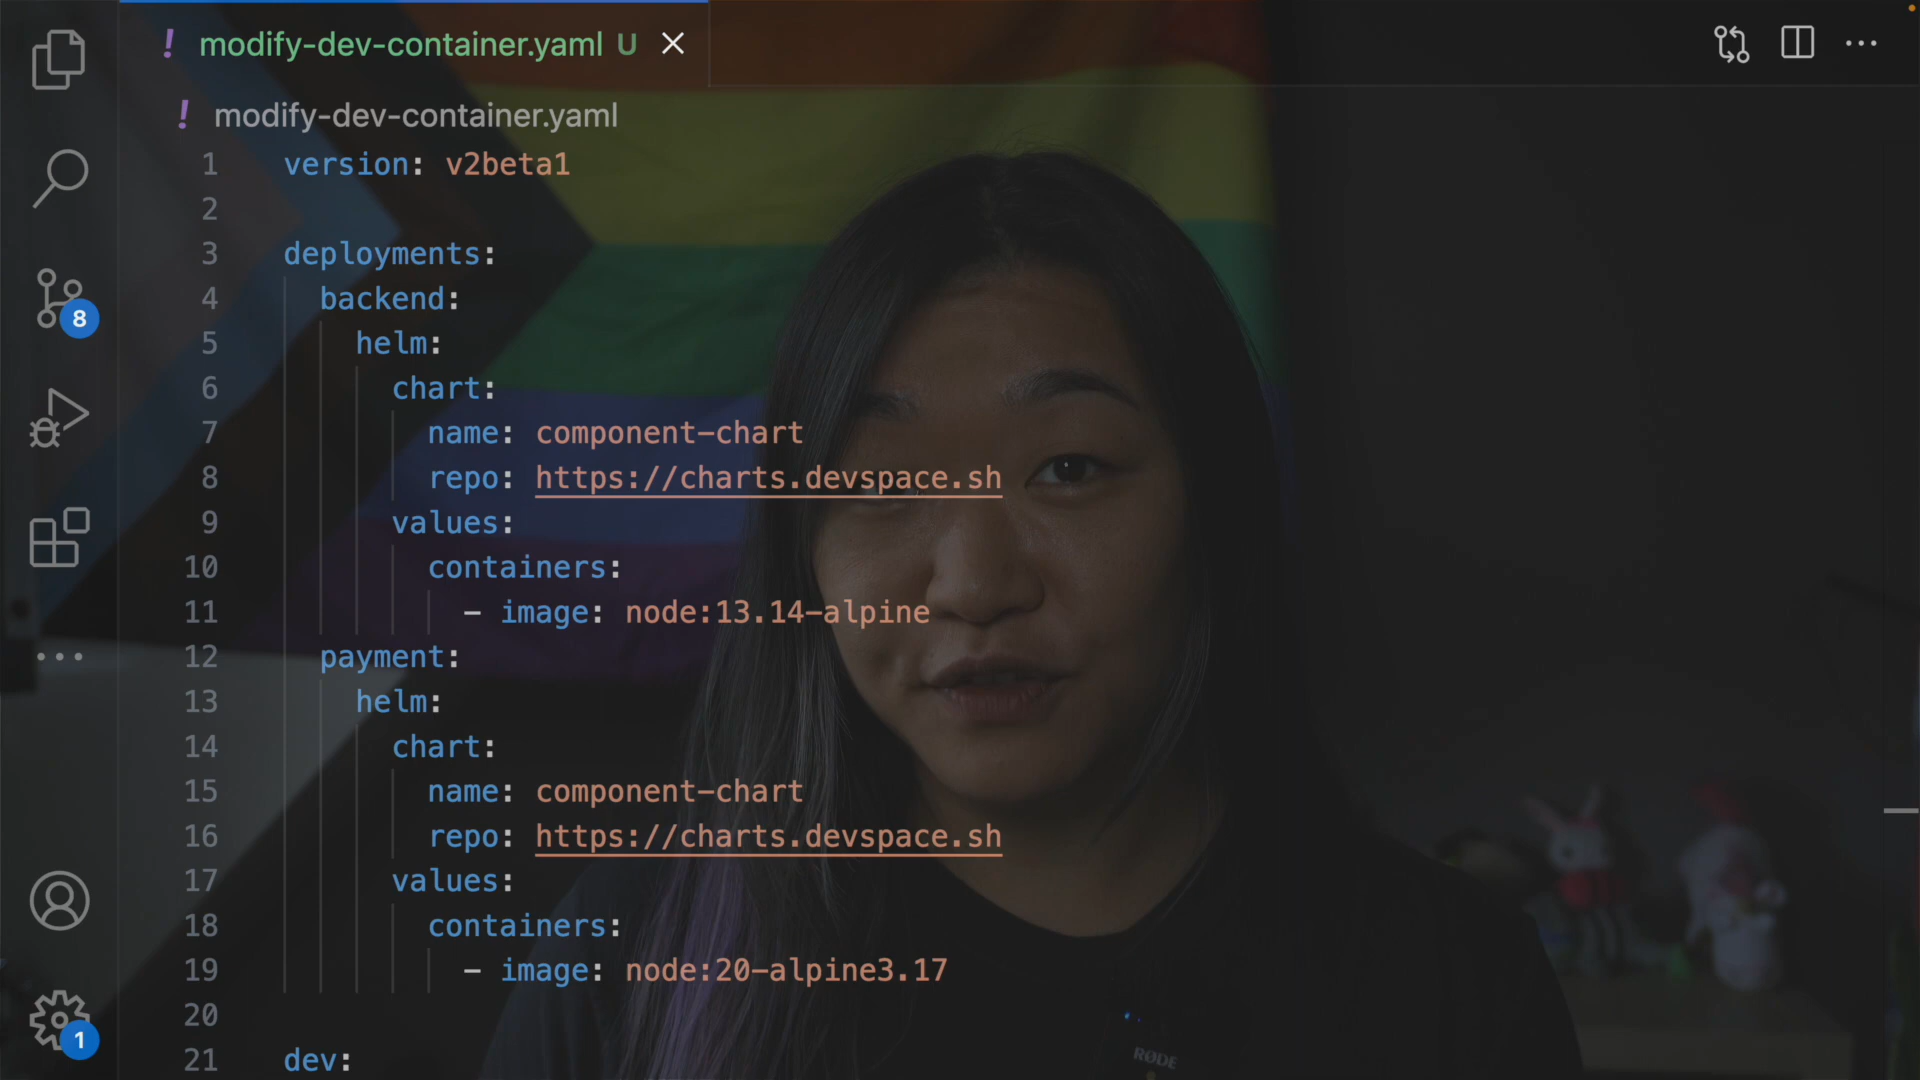 ! modify-dev-container.yaml U
! modify-dev-container.yaml
1 version: v2beta1
2
3 deployments:
4 backend:
5 helm:
6 chart:
7 name: component-chart
8 repo: https://charts.devspace.sh
9 values:
10 containers:
11 - image: node:13.14-alpine
12 payment:
13 helm:
14 chart:
15 name: component-chart
16 repo: https://charts.devspace.sh
17 values:
18 containers:
19 - image: node:20-alpine3.17
20
21 dev:
8
1
RØDE